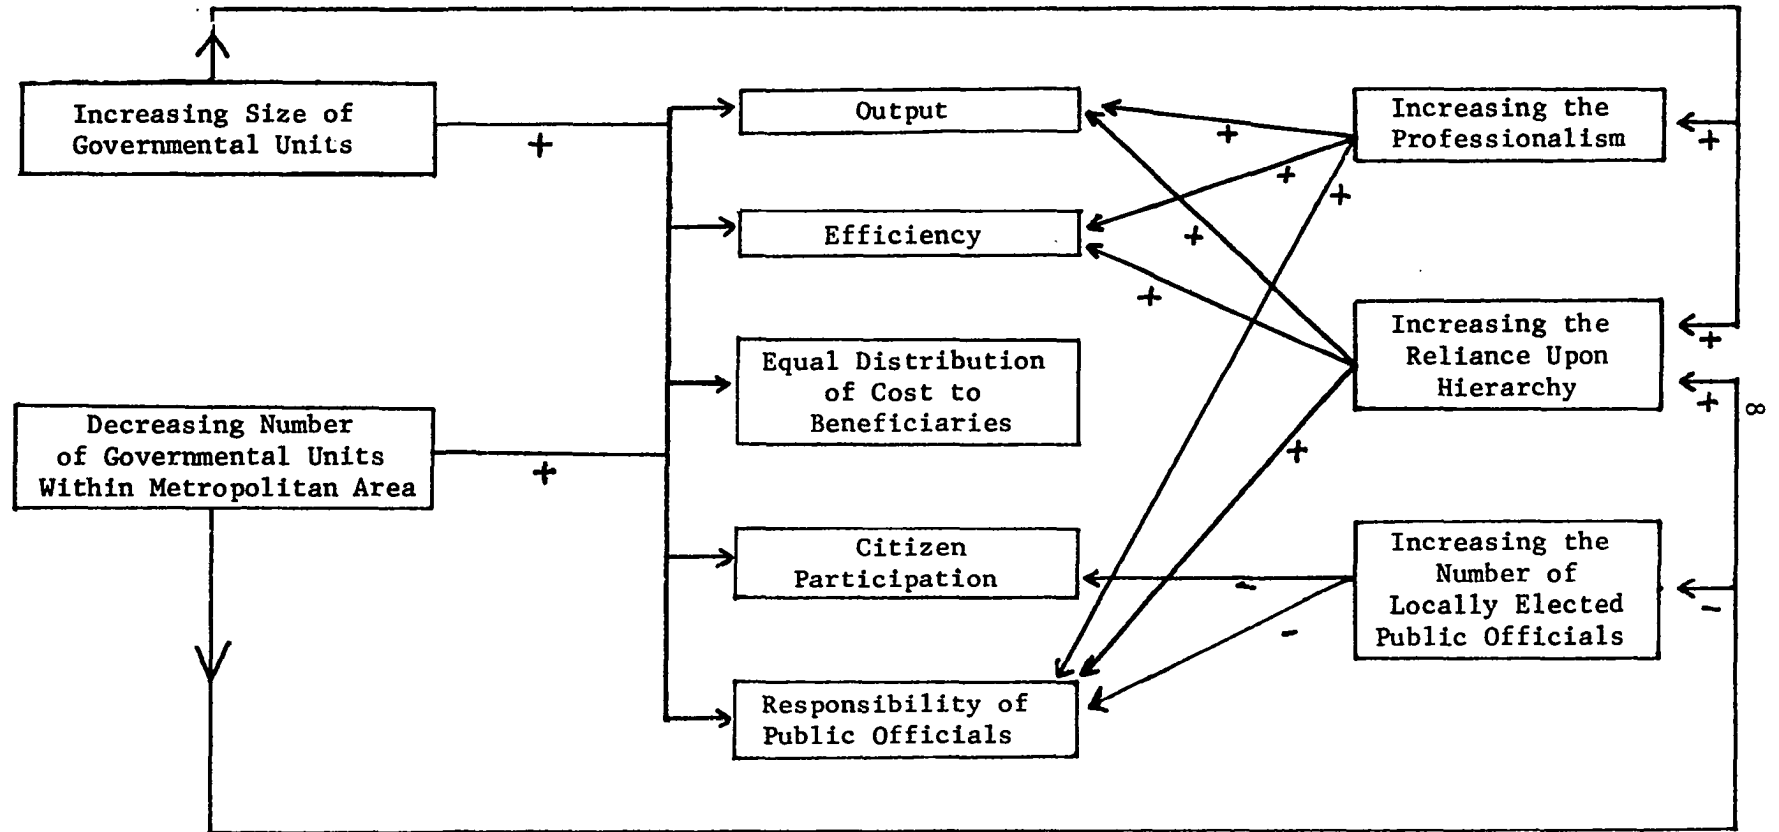 Increasing Size of
Governmental Units
+
Decreasing Number
of Governmental Units
Within Metropolitan Area
+
Output
Efficiency
Equal Distribution
of Cost to
Beneficiaries
Citizen
Participation
Responsibility of
Public Officials
+
+
+
+
+
+
-
-
Increasing the
Professionalism
+
Increasing the
Reliance Upon
Hierarchy
+
+
8
Increasing the
Number of
Locally Elected
Public Officials
-